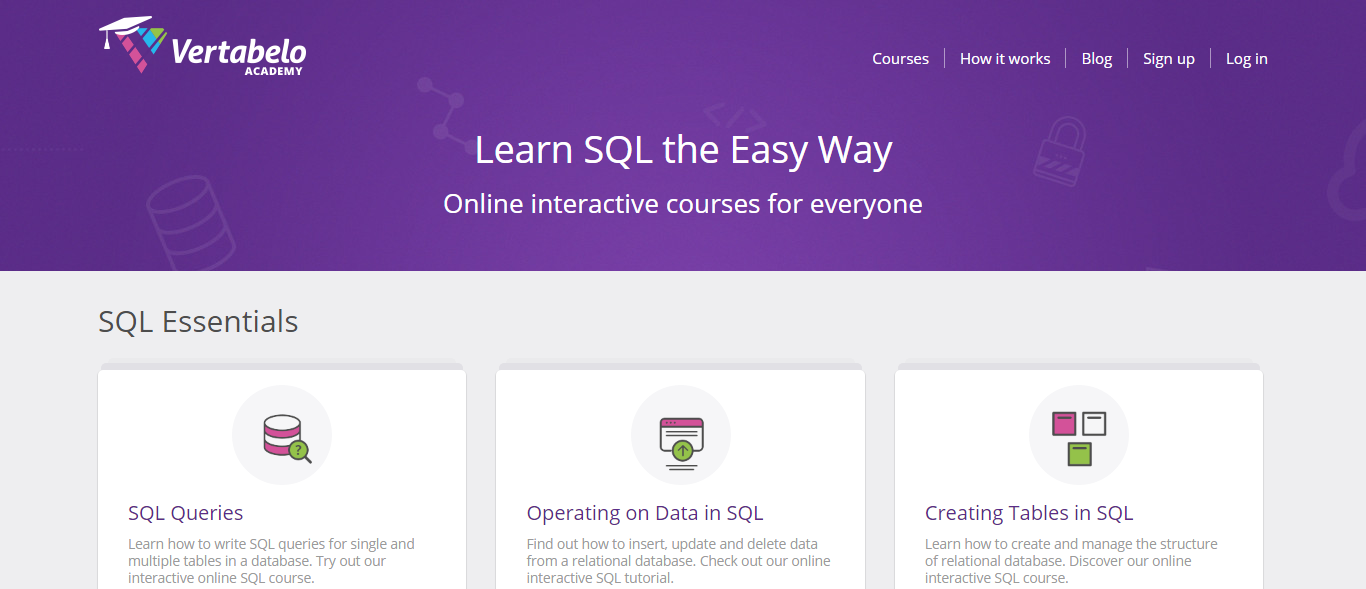 Vertabelo
ACADEMY
Courses
How it works
Blog
Sign up
Log in
</>
Learn SQL the Easy Way
Online interactive courses for everyone
SQL Essentials
?
SQL Queries
Learn how to write SQL queries for single and
multiple tables in a database. Try out our
interactive online SQL course.
Operating on Data in SQL
Find out how to insert, update and delete data
from a relational database. Check out our online
interactive SQL tutorial.
Creating Tables in SQL
Learn how to create and manage the structure
of relational database. Discover our online
interactive SQL course.